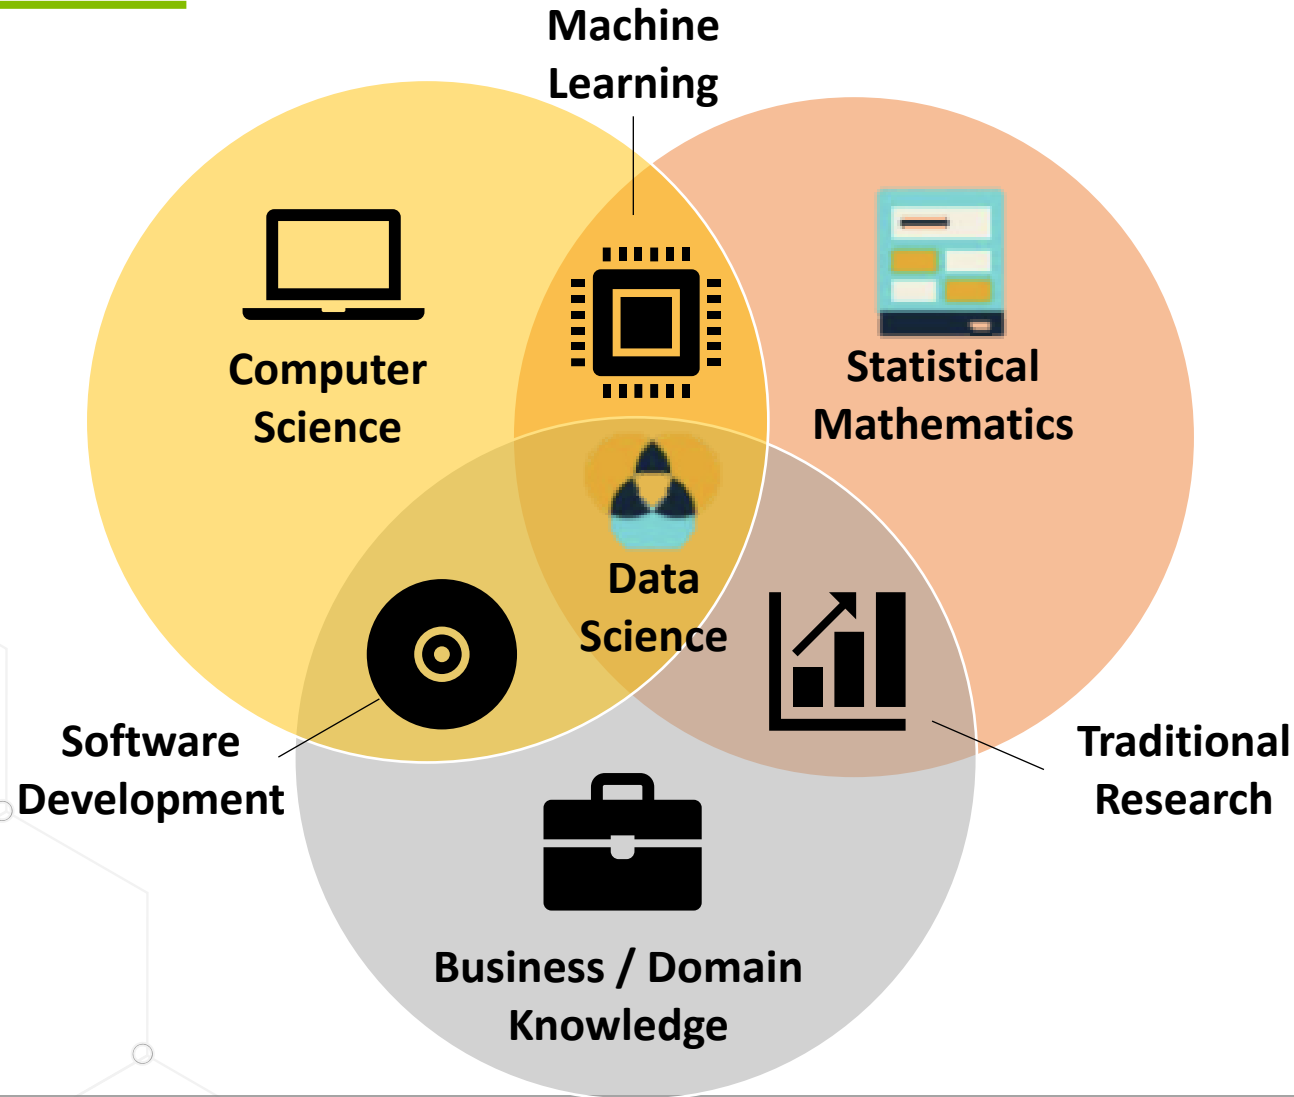 Machine
Learning
Computer
Science
Statistical
Mathematics
Data
Science
Software
Development
Traditional
Research
Business / Domain
Knowledge